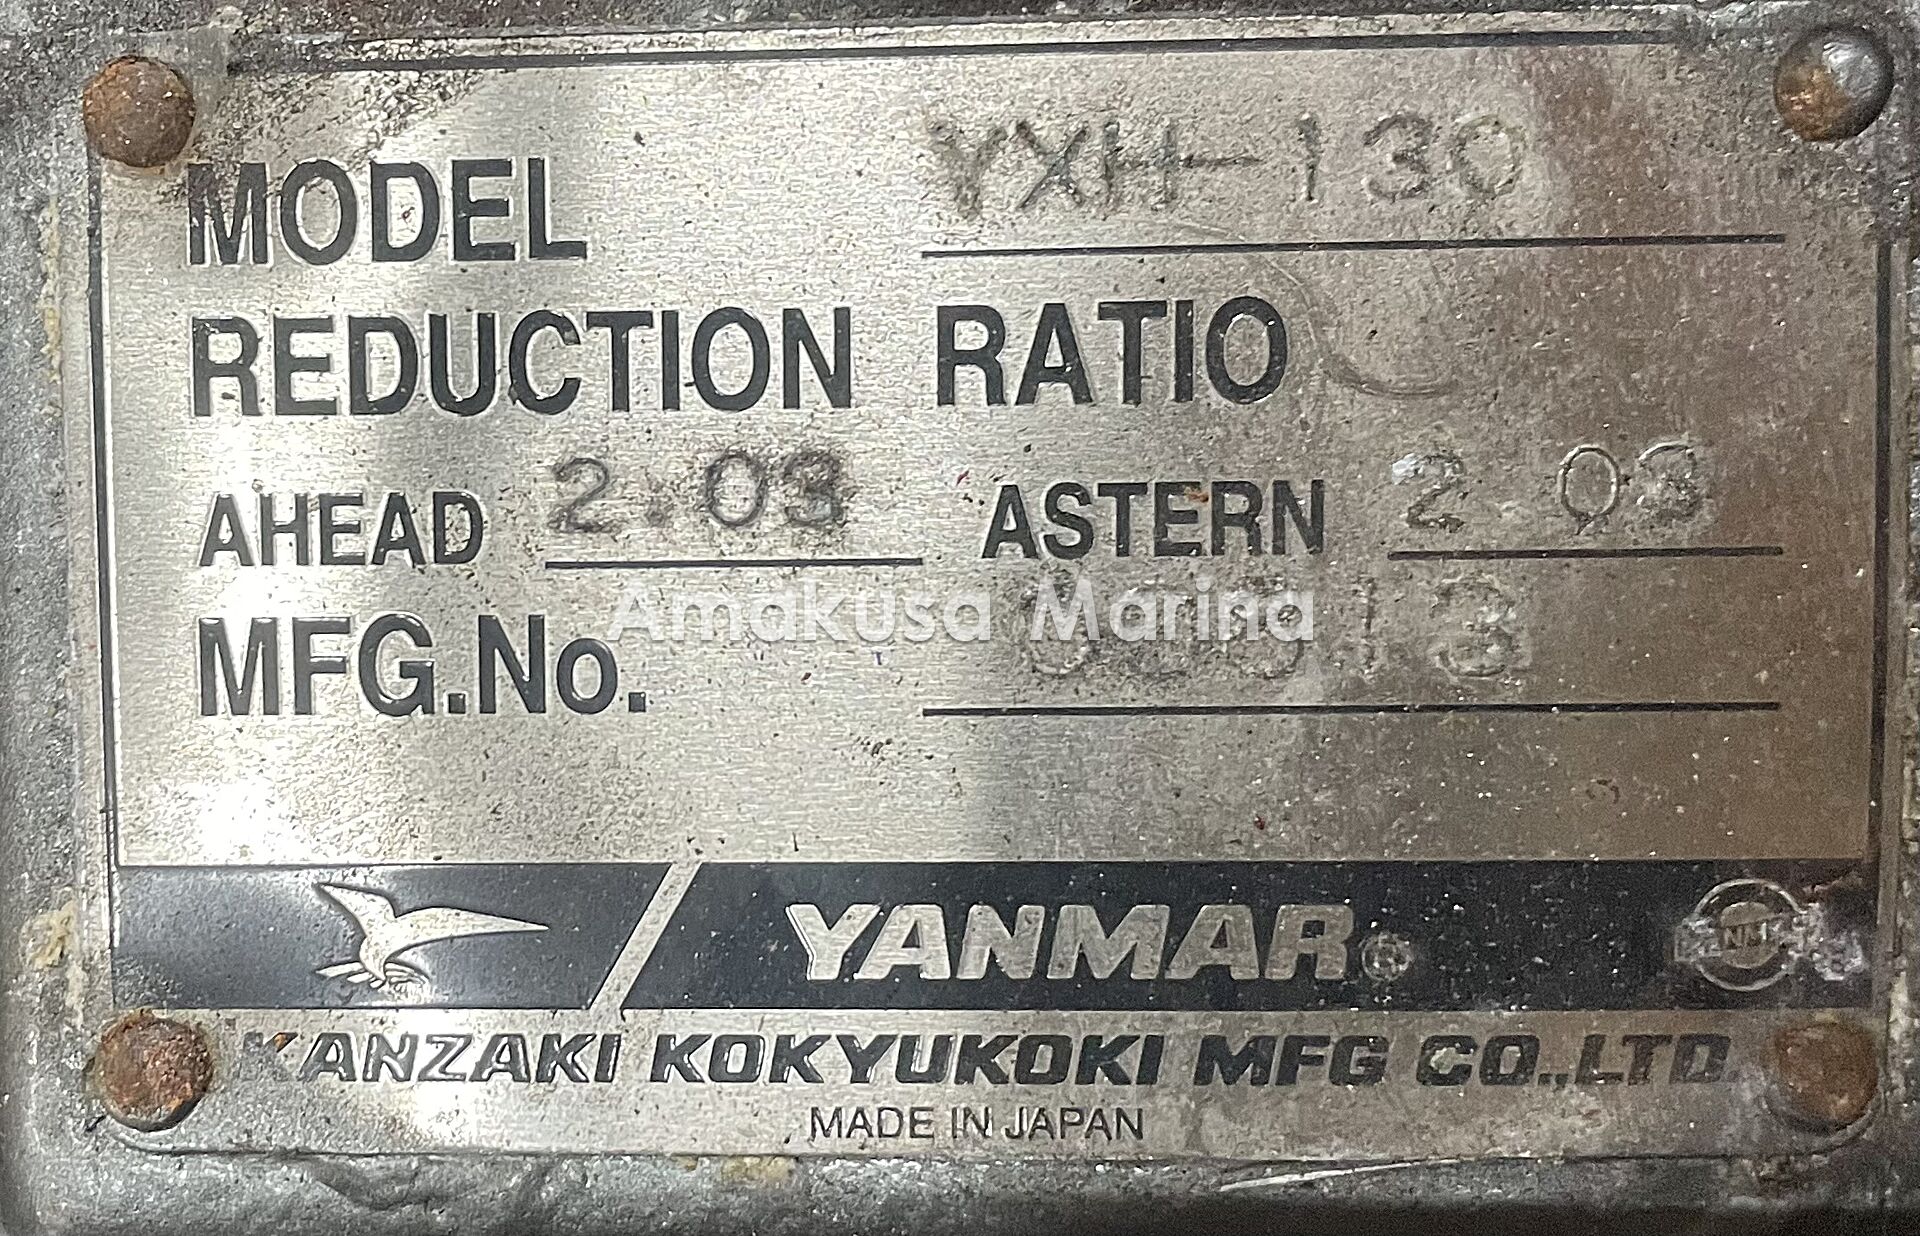 MODEL YXH-130
REDUCTION RATIO
AHEAD 2.03 ASTERN 2.03
Amakusa Marina
MFG.No.
YANMAR®
KANZAKI KOKYUKOKI MFG CO.,LTD.
MADE IN JAPAN